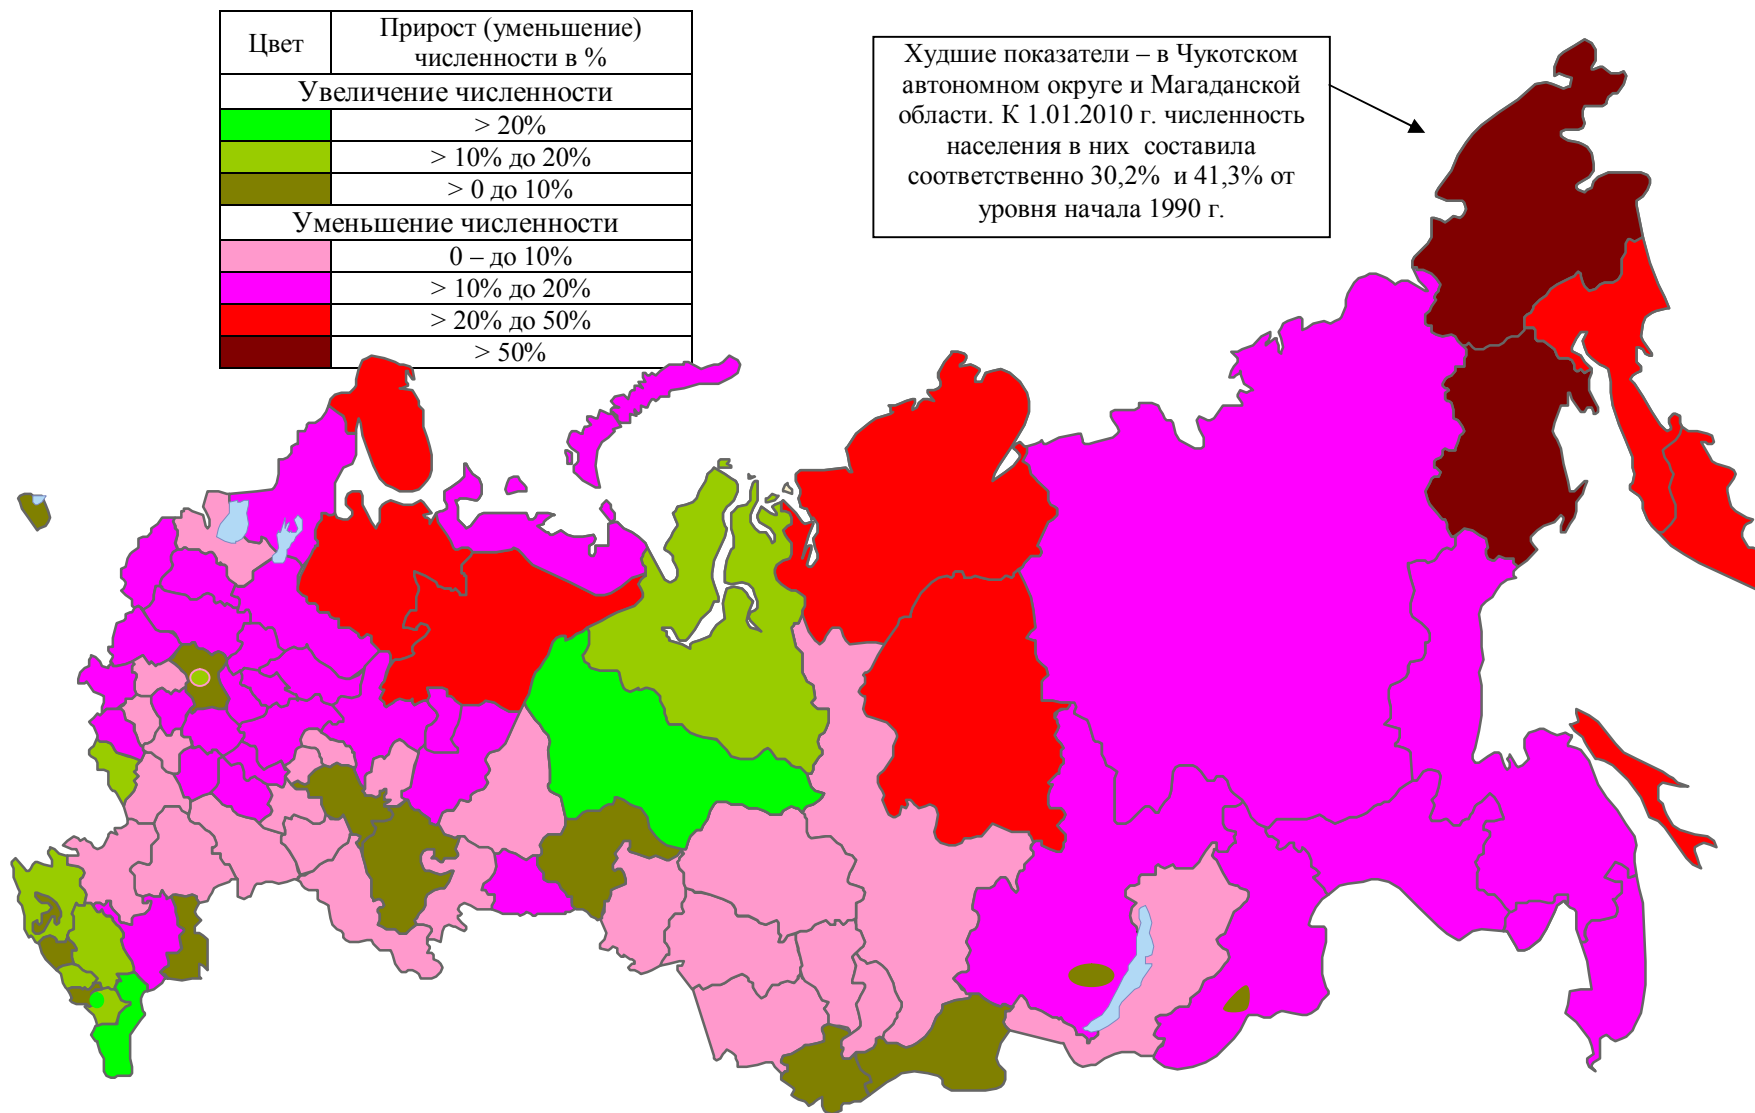 Цвет
Прирост (уменьшение)
численности в %
Увеличение численности
> 20%
> 10% до 20%
> 0 до 10%
Уменьшение численности
0 – до 10%
> 10% до 20%
> 20% до 50%
> 50%
Худшие показатели – в Чукотском
автономном округе и Магаданской
области. К 1.01.2010 г. численность
населения в них составила
соответственно 30,2% и 41,3% от
уровня начала 1990 г.